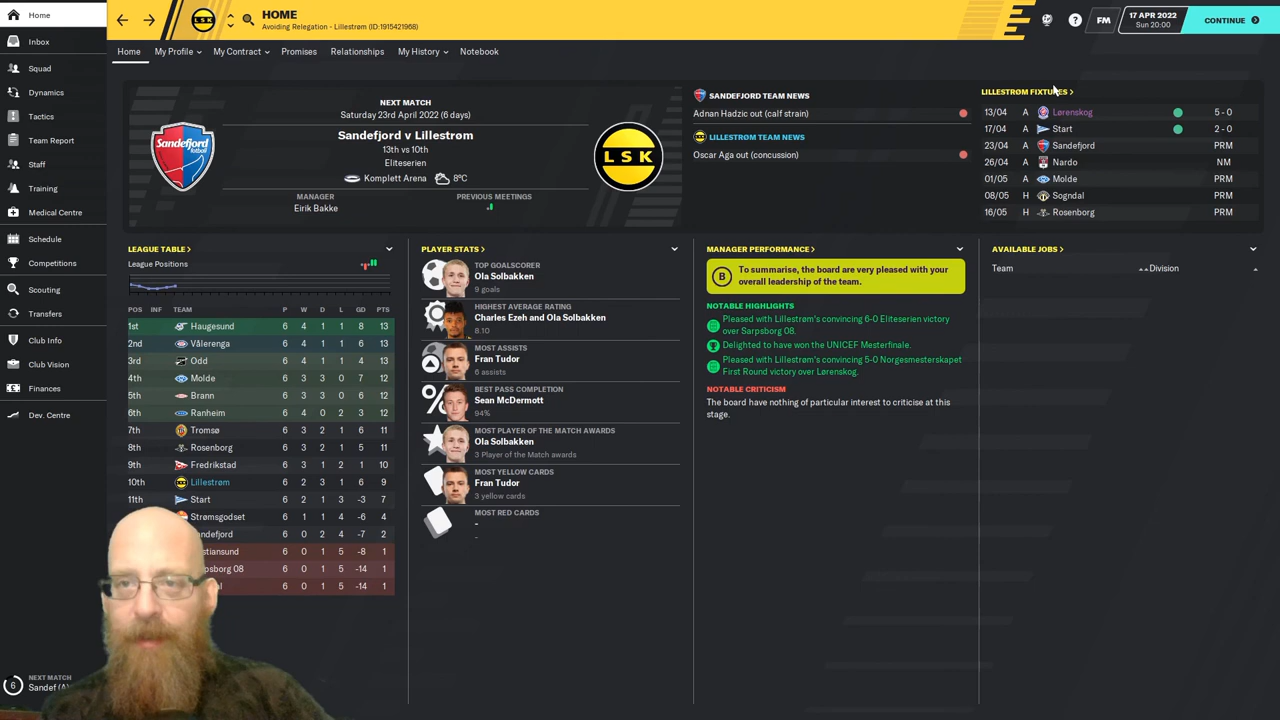 Home
HOME
Avoiding Relegation - Lillestrøm (ID:1915421968)
LSK
FM
17 APR 2022
Sun 20:00
CONTINUE
Inbox
Squad
Dynamics
Tactics
Team Report
Staff
Training
Medical Centre
Schedule
Competitions
Scouting
Transfers
Club Info
Club Vision
Finances
Dev. Centre
6
NEXT MATCH
Sandef (A)
Home
My Profile
My Contract
Promises
Relationships
My History
Notebook
NEXT MATCH
Saturday 23rd April 2022 (6 days)
Sandefjord v Lillestrøm
13th vs 10th
Eliteserien
Komplett Arena
8°C
MANAGER
Eirik Bakke
PREVIOUS MEETINGS
Sandefjord
fotball
LSK
SANDEFJORD TEAM NEWS
Adnan Hadzic out (calf strain)
LILLESTRØM TEAM NEWS
Oscar Aga out (concussion)
LILLESTRØM FIXTURES >
13/04 A Lørenskog 5 - 0
17/04 A Start 2 - 0
23/04 A Sandefjord PRM
26/04 A Nardo NM
01/05 A Molde PRM
08/05 H Sogndal PRM
16/05 H Rosenborg PRM
LEAGUE TABLE >
League Positions
POS INF TEAM P W D L GD PTS
1st Haugesund 6 4 1 1 8 13
2nd Vålerenga 6 4 1 1 6 13
3rd Odd 6 4 1 1 4 13
4th Molde 6 3 3 0 7 12
5th Brann 6 4 0 2 6 12
6th Ranheim 6 4 0 2 3 12
7th Tromsø 6 3 2 1 6 11
8th Rosenborg 6 3 2 1 5 11
9th Fredrikstad 6 3 1 2 1 10
10th Lillestrøm 6 2 3 1 6 9
11th Start 6 2 1 3 -3 7
Strømsgodset 6 1 1 4 -6 4
ndefjord 6 0 2 4 -7 2
stiansund 6 0 1 5 -8 1
psborg 08 6 0 1 5 -14 1
al 6 0 1 5 -14 1
PLAYER STATS >
TOP GOALSCORER
Ola Solbakken
9 goals
HIGHEST AVERAGE RATING
Charles Ezeh and Ola Solbakken
8.10
MOST ASSISTS
Fran Tudor
6 assists
BEST PASS COMPLETION
Sean McDermott
94%
MOST PLAYER OF THE MATCH AWARDS
Ola Solbakken
3 Player of the Match awards
MOST YELLOW CARDS
Fran Tudor
3 yellow cards
MOST RED CARDS
-
-
MANAGER PERFORMANCE >
B
To summarise, the board are very pleased with your
overall leadership of the team.
NOTABLE HIGHLIGHTS
Pleased with Lillestrøm's convincing 6-0 Eliteserien victory
over Sarpsborg 08.
Delighted to have won the UNICEF Mesterfinale.
Pleased with Lillestrøm's convincing 5-0 Norgesmesterskapet
First Round victory over Lørenskog.
NOTABLE CRITICISM
The board have nothing of particular interest to criticise at this
stage.
AVAILABLE JOBS >
Team Division